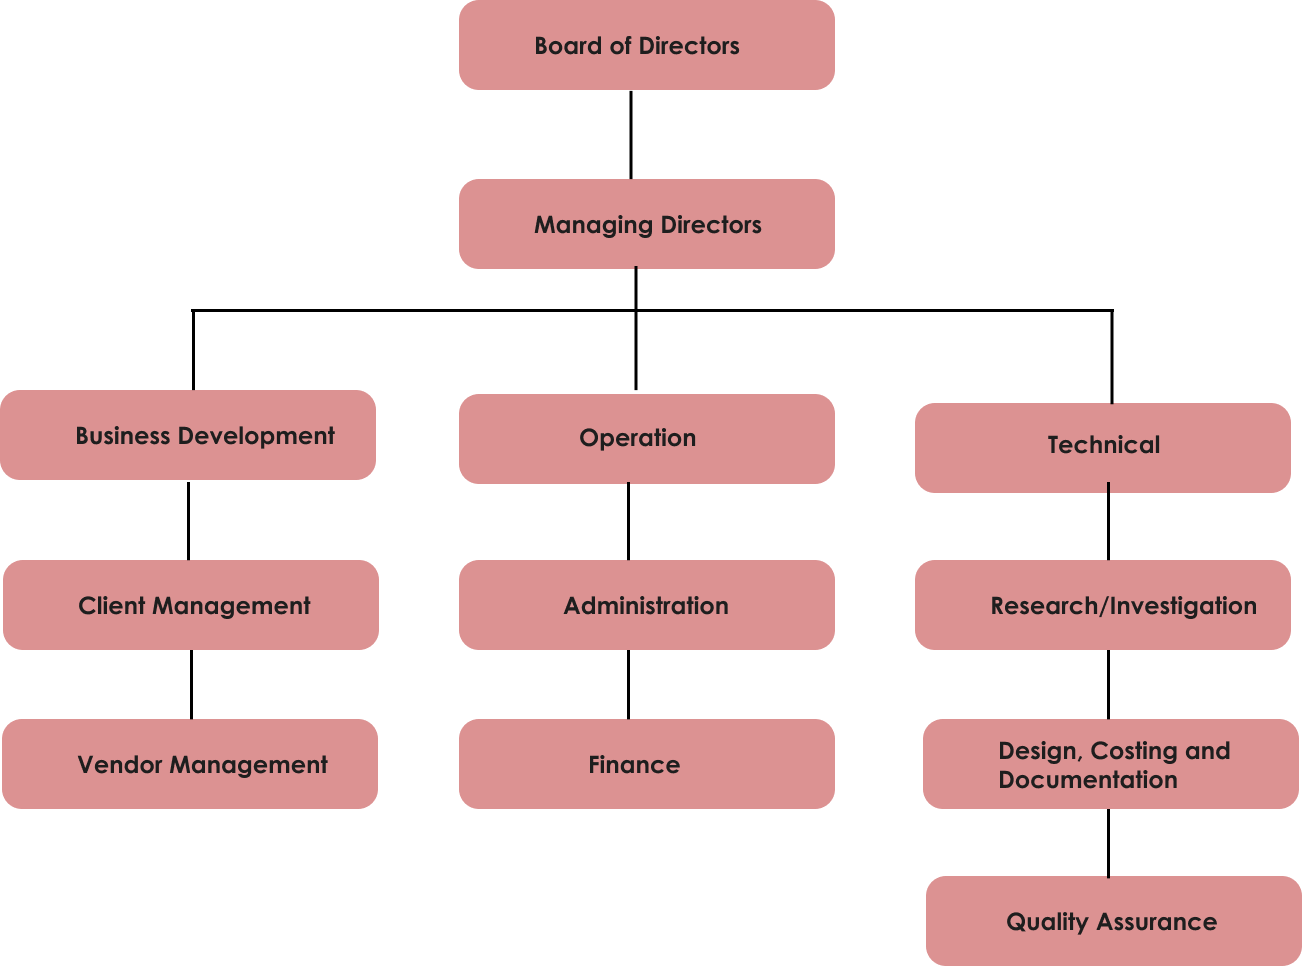 Board of Directors
Managing Directors
Business Development
Operation
Technical
Client Management
Administration
Research/Investigation
Vendor Management
Finance
Design, Costing and
Documentation
Quality Assurance